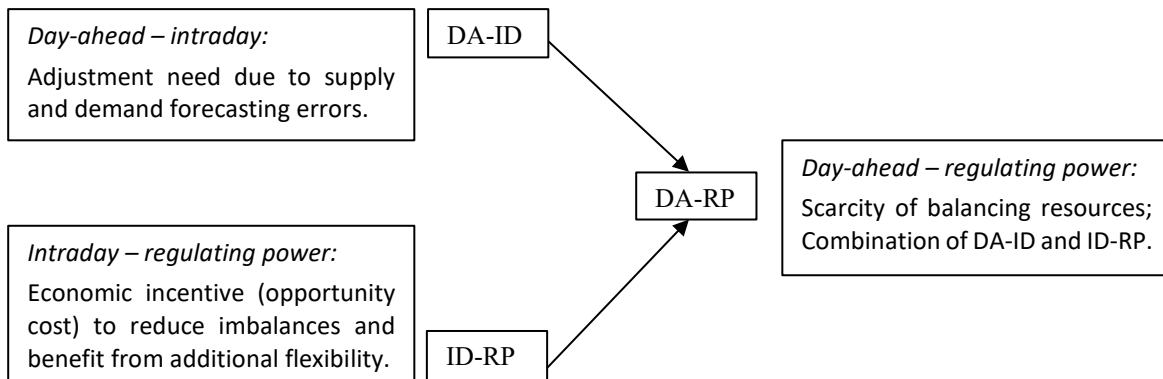 Day-ahead – intraday:
Adjustment need due to supply
and demand forecasting errors.
DA-ID
DA-RP
Day-ahead – regulating power:
Scarcity of balancing resources;
Combination of DA-ID and ID-RP.
Intraday – regulating power:
Economic incentive (opportunity
cost) to reduce imbalances and
benefit from additional flexibility.
ID-RP